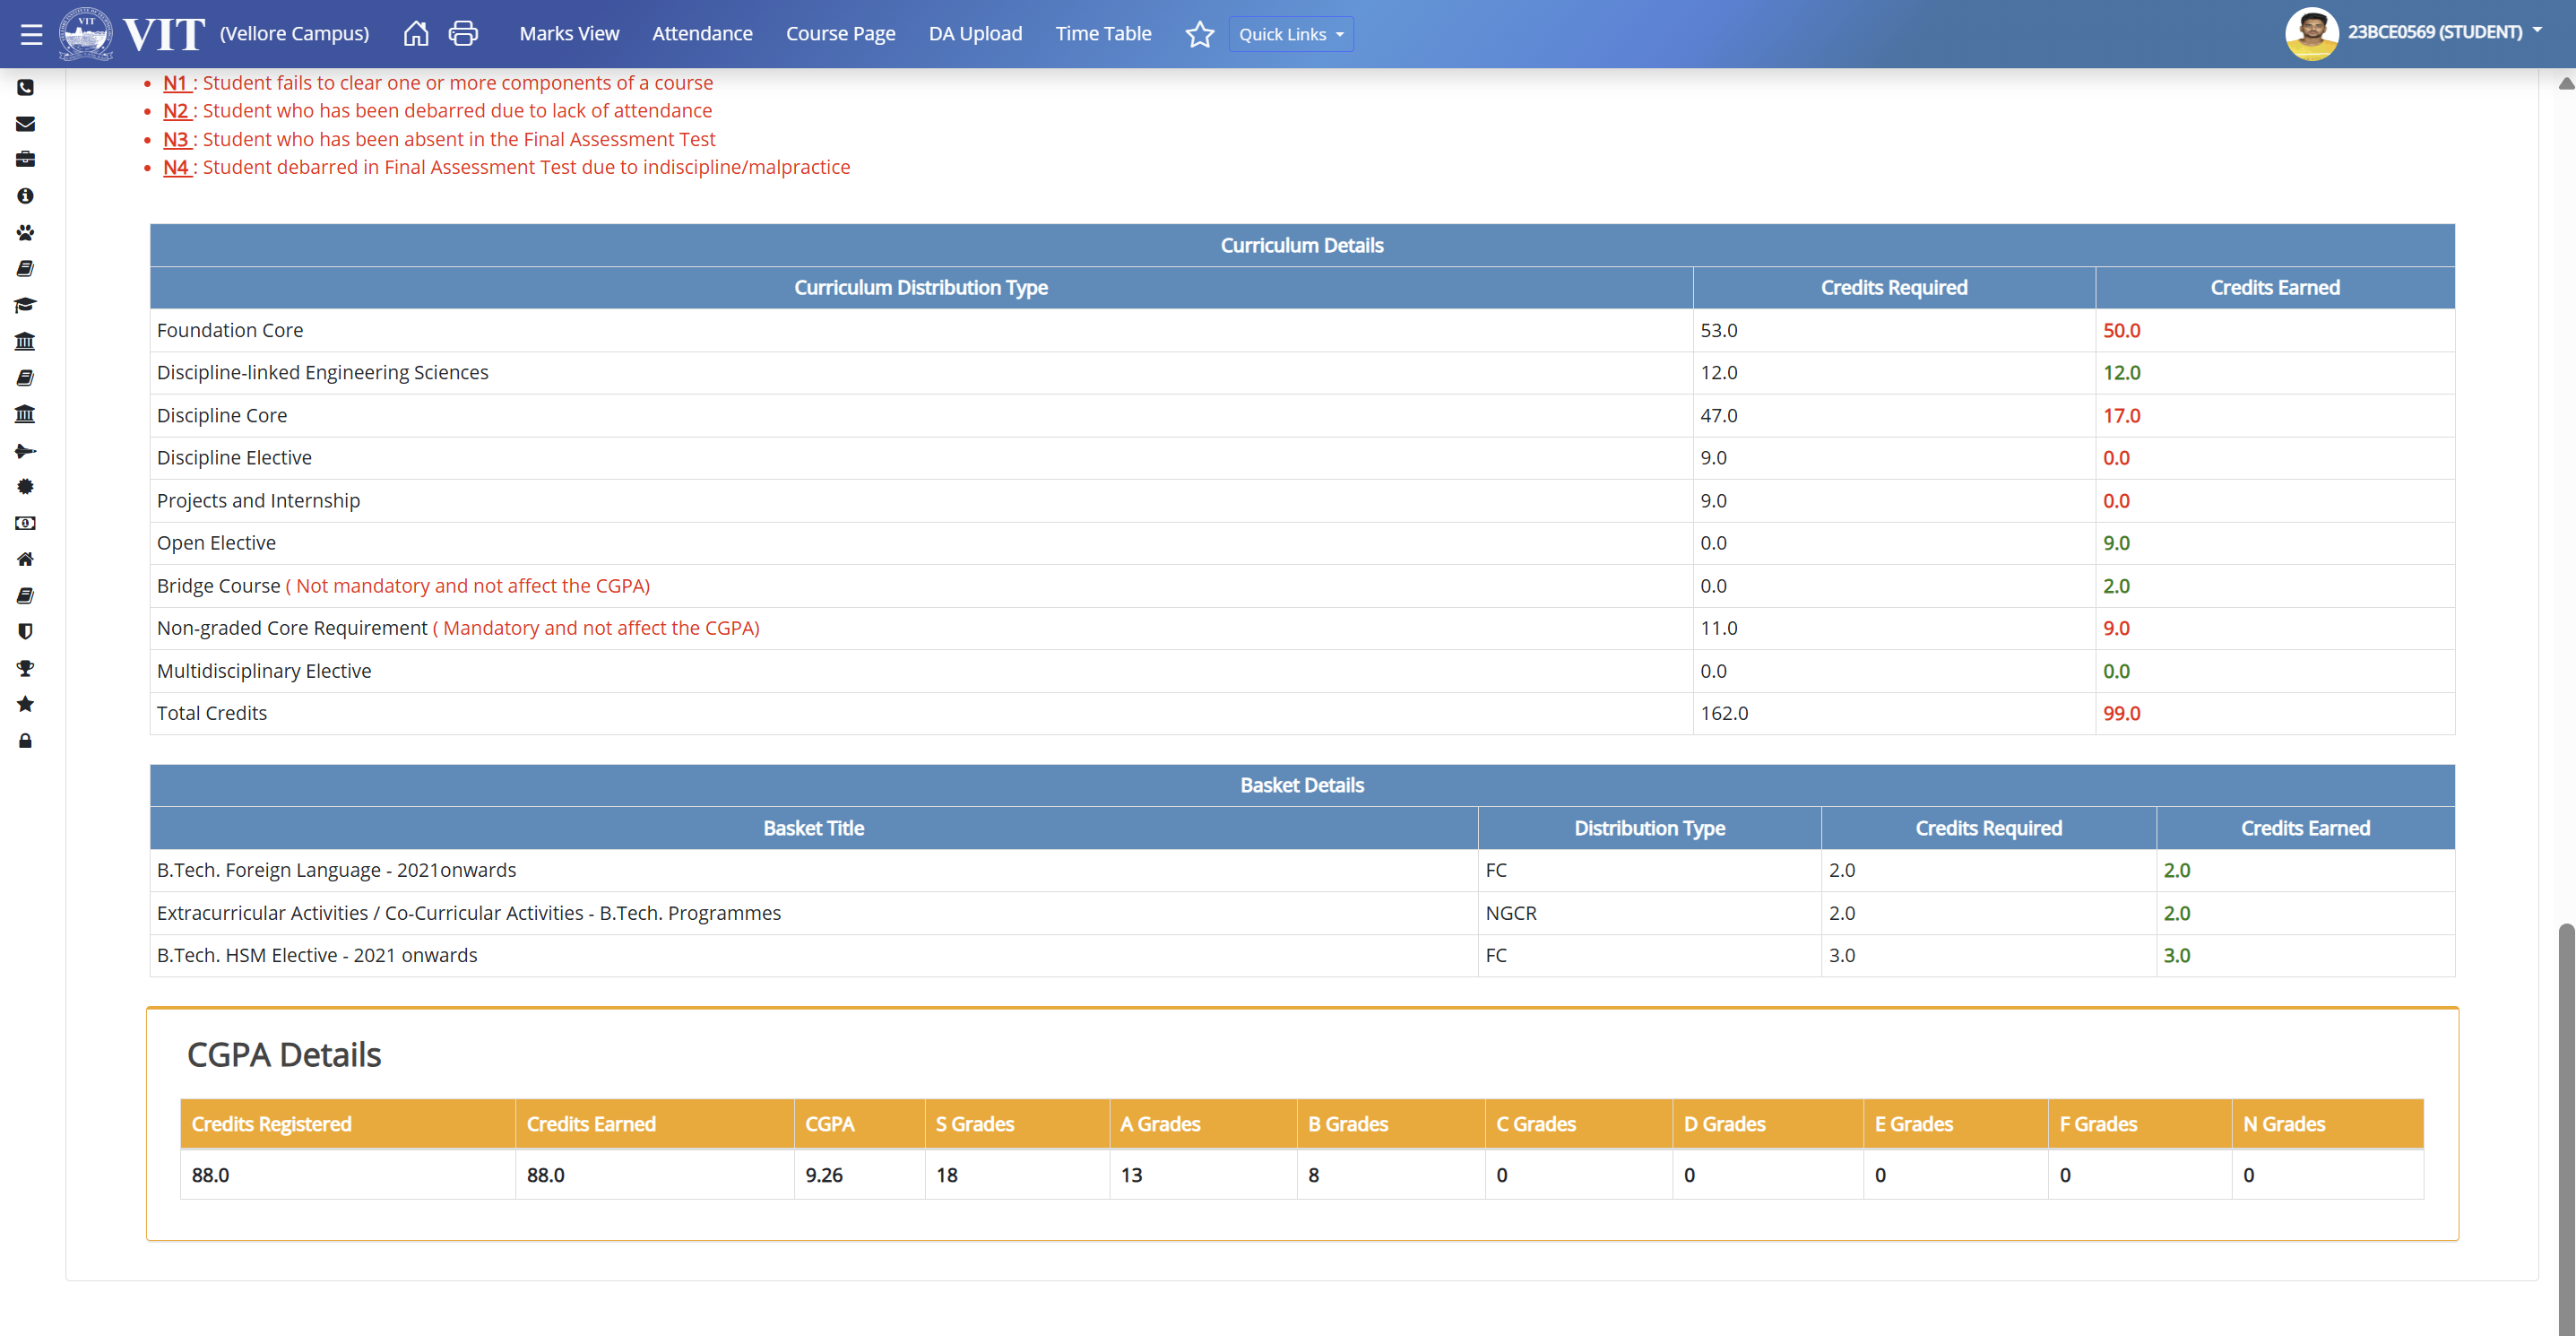 VIT (Vellore Campus) Marks View Attendance Course Page DA Upload Time Table Quick Links 23BCE0569 (STUDENT)
N1 : Student fails to clear one or more components of a course
N2 : Student who has been debarred due to lack of attendance
N3 : Student who has been absent in the Final Assessment Test
N4 : Student debarred in Final Assessment Test due to indiscipline/malpractice
Curriculum Details
Curriculum Distribution Type Credits Required Credits Earned
Foundation Core 53.0 50.0
Discipline-linked Engineering Sciences 12.0 12.0
Discipline Core 47.0 17.0
Discipline Elective 9.0 0.0
Projects and Internship 9.0 0.0
Open Elective 0.0 9.0
Bridge Course ( Not mandatory and not affect the CGPA) 0.0 2.0
Non-graded Core Requirement ( Mandatory and not affect the CGPA) 11.0 9.0
Multidisciplinary Elective 0.0 0.0
Total Credits 162.0 99.0
Basket Details
Basket Title Distribution Type Credits Required Credits Earned
B.Tech. Foreign Language - 2021onwards FC 2.0 2.0
Extracurricular Activities / Co-Curricular Activities - B.Tech. Programmes NGCR 2.0 2.0
B.Tech. HSM Elective - 2021 onwards FC 3.0 3.0
CGPA Details
Credits Registered Credits Earned CGPA S Grades A Grades B Grades C Grades D Grades E Grades F Grades N Grades
88.0 88.0 9.26 18 13 8 0 0 0 0 0